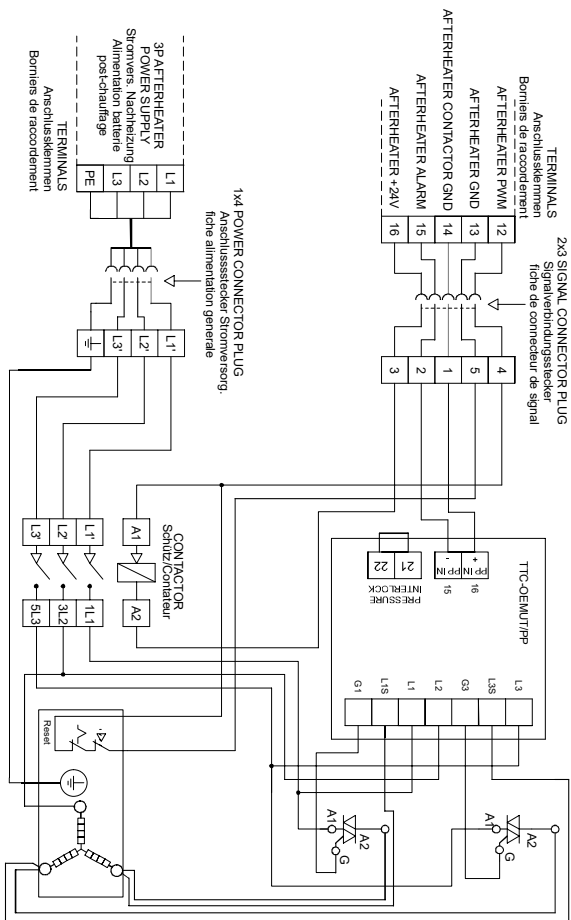 TERMINALS
Anschlussklemmen
Borniers de raccordement
3P AFTERHEATER
POWER SUPPLY
Stromvers. Nachheizung
Alimentation batterie
post-chauffage
L1
L2
L3
PE
1x4 POWER CONNECTOR PLUG
Anschlusssstecker Stromversorg.
fiche alimentation generale
L1'
L2'
L3'
TERMINALS
Anschlussklemmen
Borniers de raccordement
AFTERHEATER PWM
AFTERHEATER GND
AFTERHEATER CONTACTOR GND
AFTERHEATER ALARM
AFTERHEATER +24V
12
13
14
15
16
2x3 SIGNAL CONNECTOR PLUG
Signalverbindungsstecker
fiche de connecteur de signal
4
5
1
2
3
CONTACTOR
Schütz/Contateur
A1
A2
L1'
L2'
L3'
1L1
3L2
5L3
TTC-OEMUT/PP
+
PP IN
PP IN
-
16
15
21
22
PRESSURE
INTERLOCK
L3
L3S
G3
L2
L1
L1S
G1
Reset
A1
A2
G
A1
A2
G